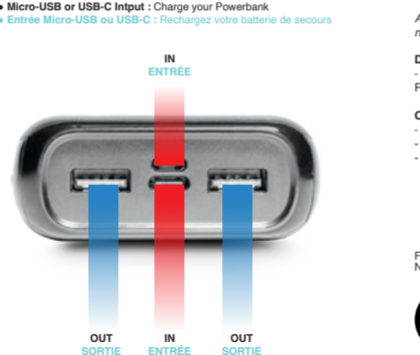 • Micro-USB or USB-C Intput : Charge your Powerbank
• Entrée Micro-USB ou USB-C : Rechargez votre batterie de secours
IN
ENTRÉE
OUT IN OUT
SORTIE ENTRÉE SORTIE